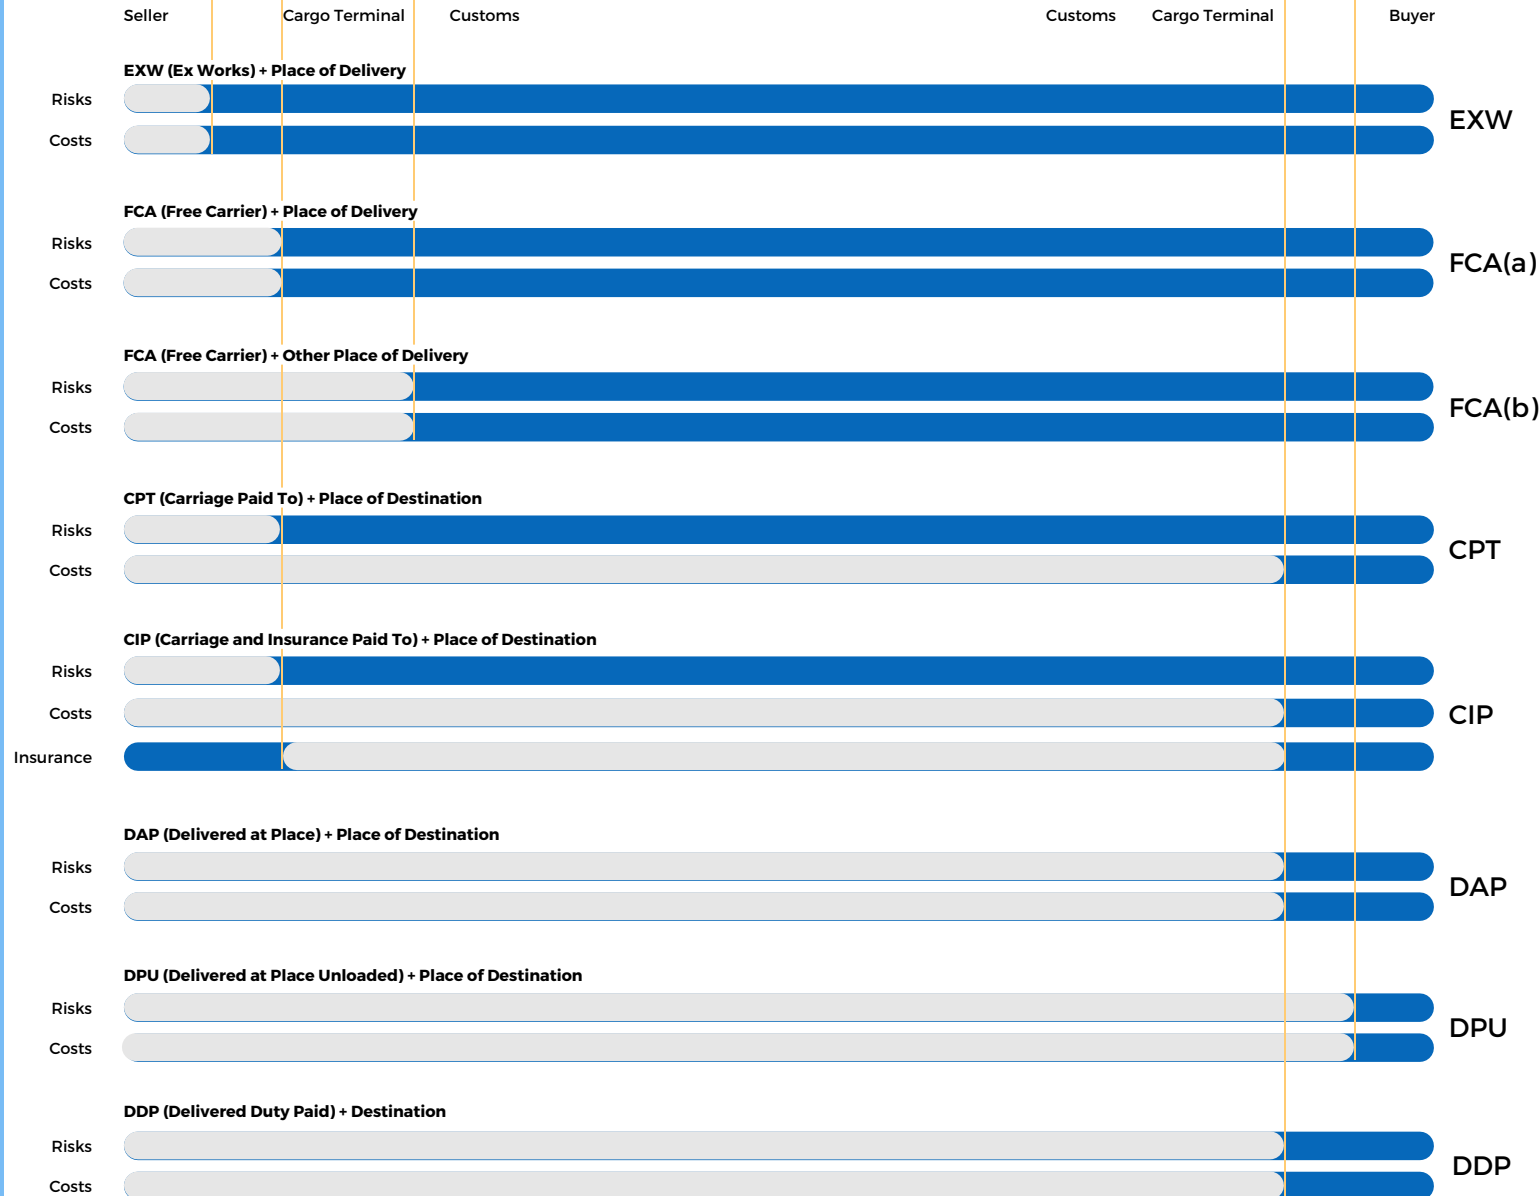 Seller Cargo Terminal Customs Customs Cargo Terminal Buyer
EXW (Ex Works) + Place of Delivery
Risks
EXW
Costs
FCA (Free Carrier) + Place of Delivery
Risks
FCA(a)
Costs
FCA (Free Carrier) + Other Place of Delivery
Risks
FCA(b)
Costs
CPT (Carriage Paid To) + Place of Destination
Risks
CPT
Costs
CIP (Carriage and Insurance Paid To) + Place of Destination
Risks
Costs
CIP
Insurance
DAP (Delivered at Place) + Place of Destination
Risks
DAP
Costs
DPU (Delivered at Place Unloaded) + Place of Destination
Risks
DPU
Costs
DDP (Delivered Duty Paid) + Destination
Risks
DDP
Costs